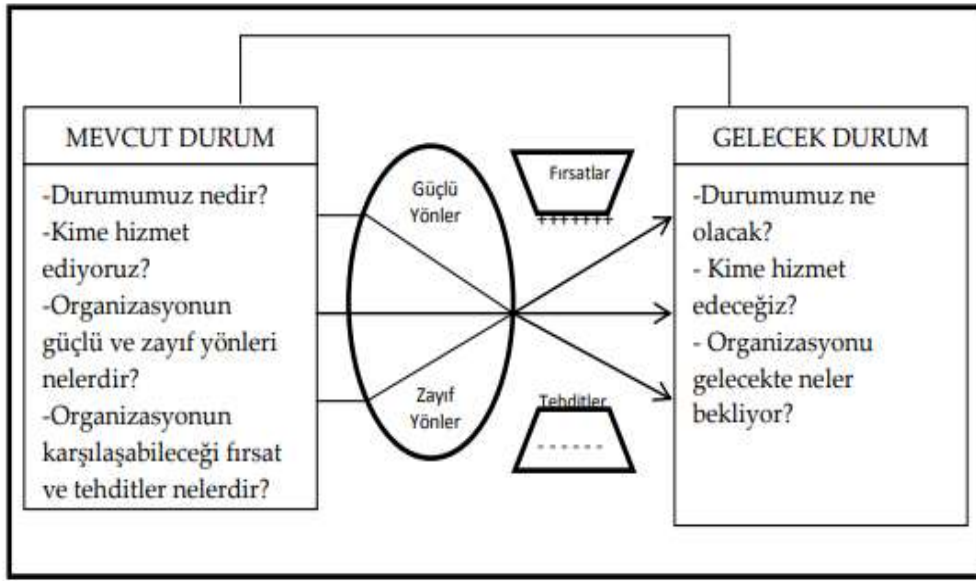 MEVCUT DURUM
-Durumumuz nedir?
-Kime hizmet
ediyoruz?
-Organizasyonun
güçlü ve zayıf yönleri
nelerdir?
-Organizasyonun
karşılaşabileceği fırsat
ve tehditler nelerdir?
Güçlü
Yönler
Zayıf
Yönler
Fırsatlar
+++++++
Tehditler
------
GELECEK DURUM
-Durumumuz ne
olacak?
- Kime hizmet
edeceğiz?
- Organizasyonu
gelecekte neler
bekliyor?